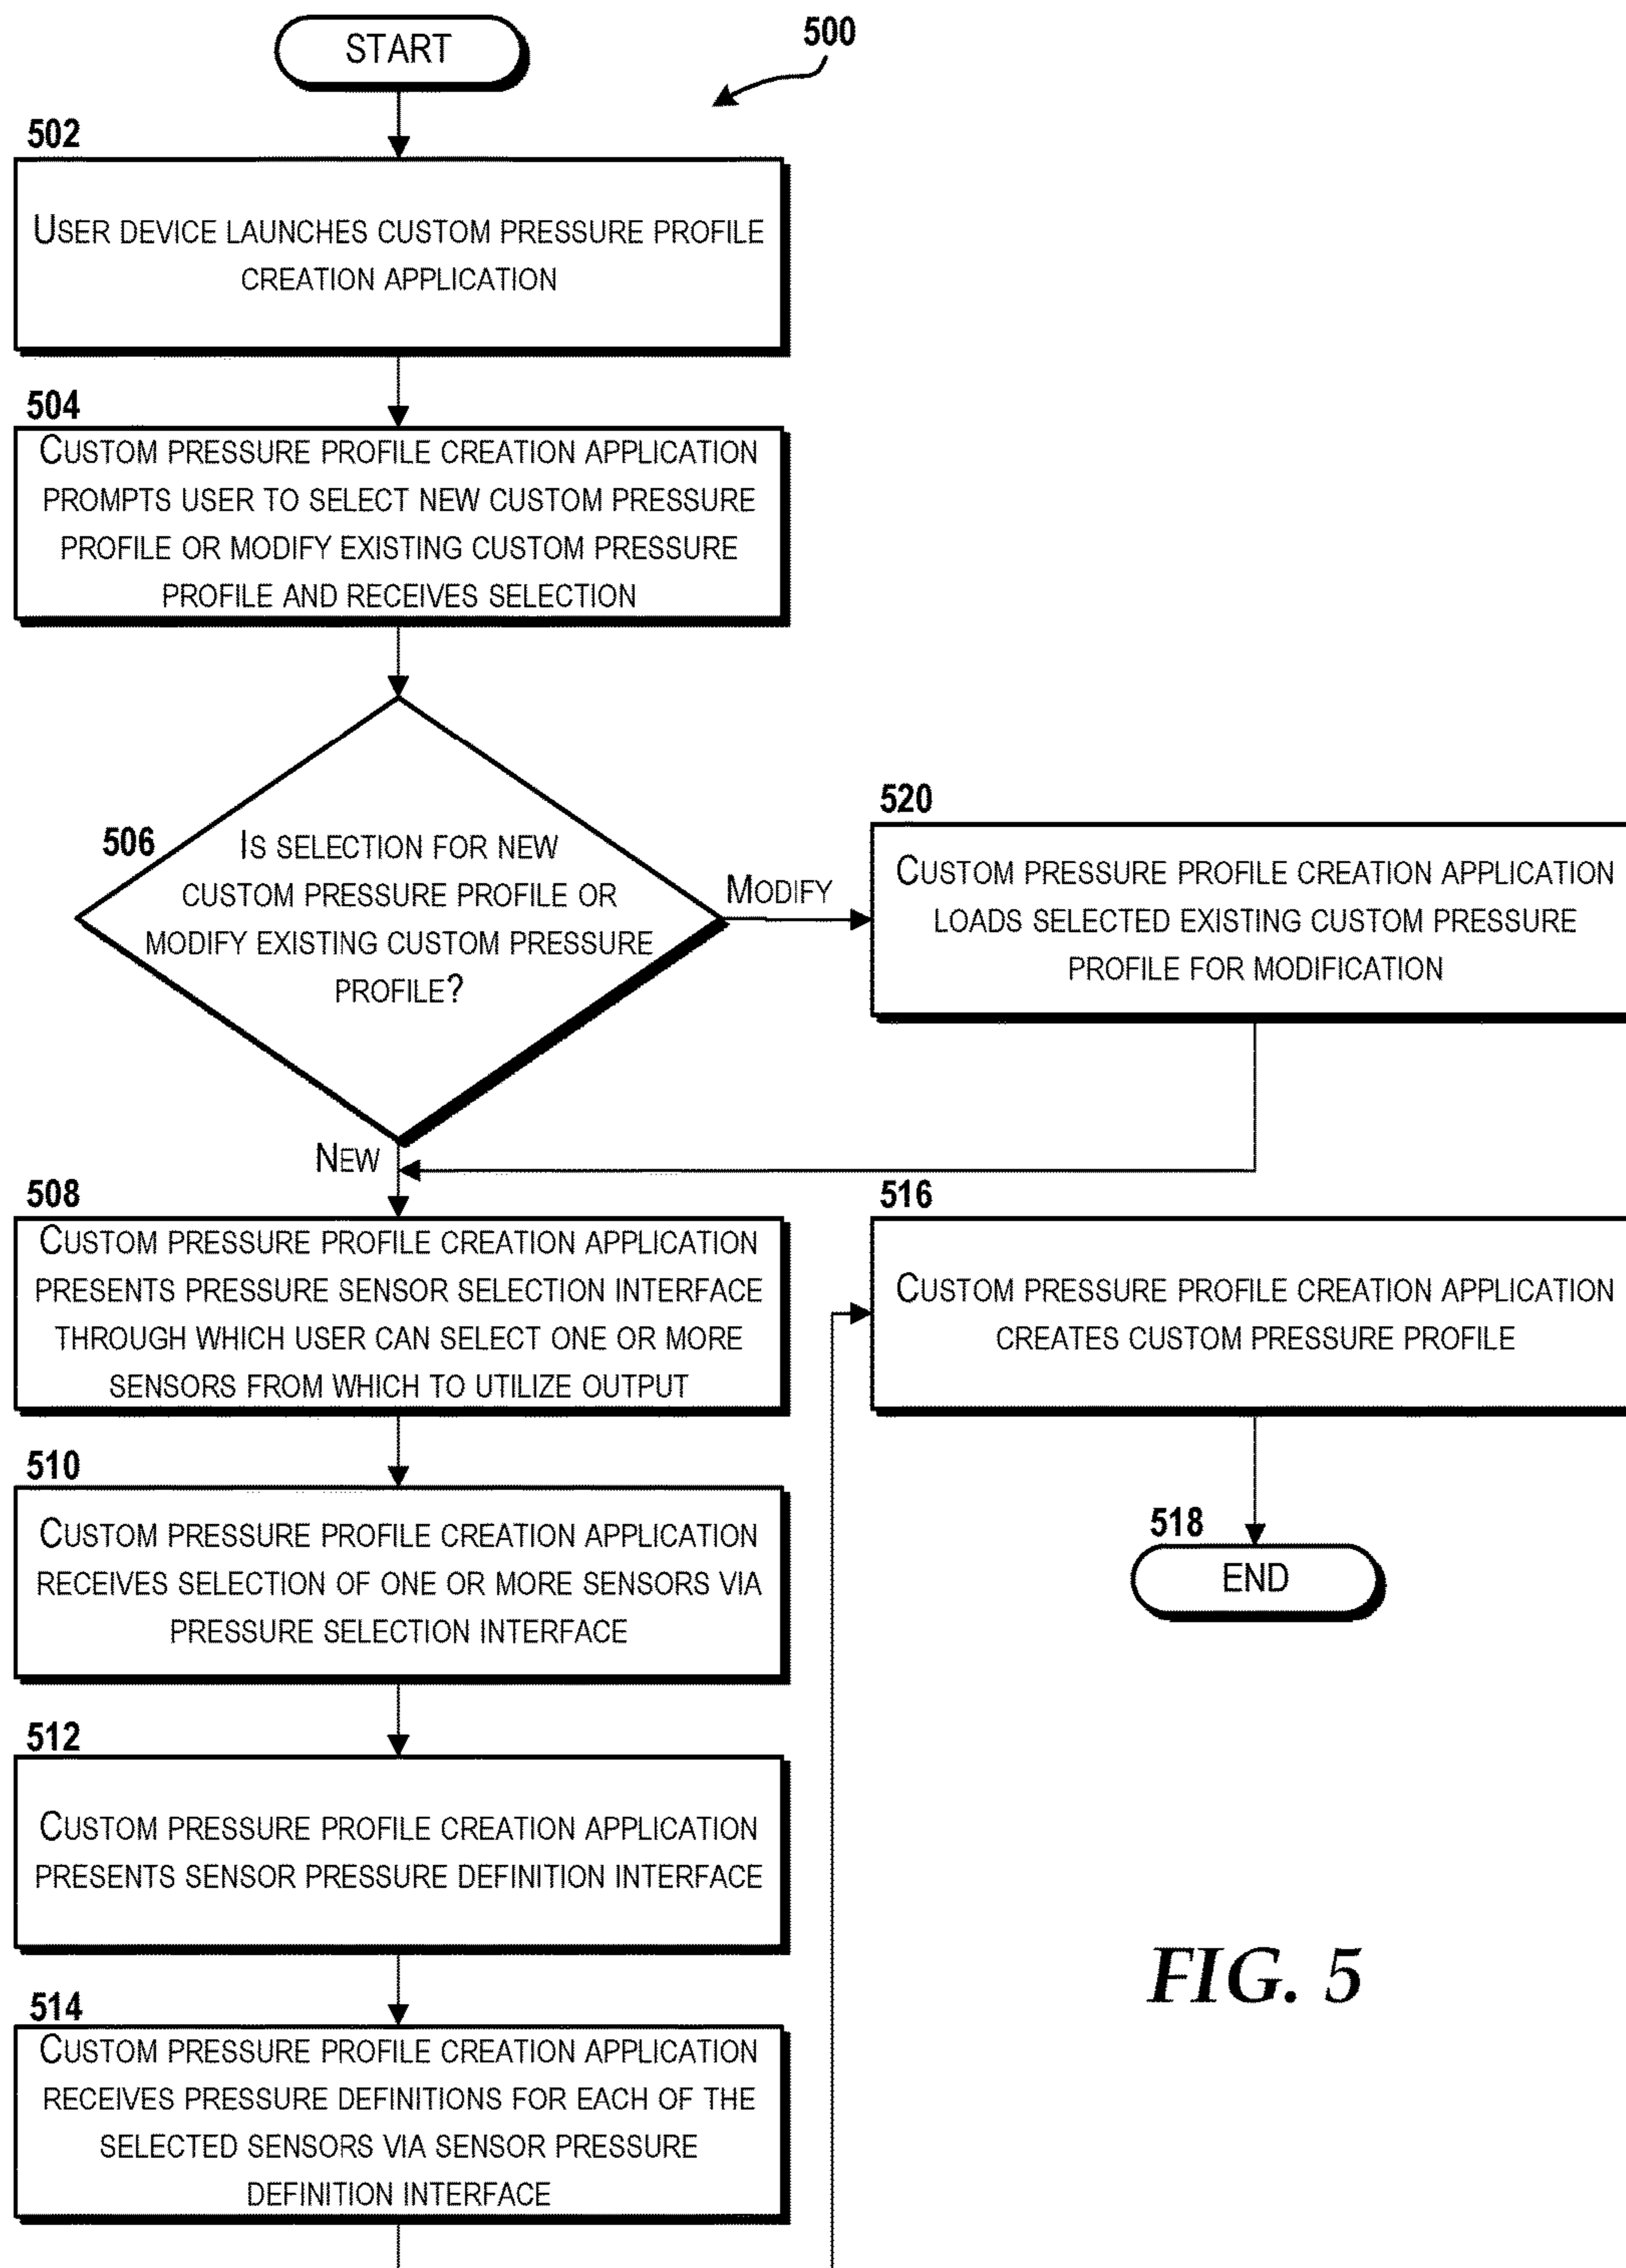 START
500
502
User device launches custom pressure profile
creation application
504
Custom pressure profile creation application
prompts user to select new custom pressure
profile or modify existing custom pressure
profile and receives selection
506
Is selection for new
custom pressure profile or
modify existing custom pressure
profile?
Modify
520
Custom pressure profile creation application
loads selected existing custom pressure
profile for modification
New
508
Custom pressure profile creation application
presents pressure sensor selection interface
through which user can select one or more
sensors from which to utilize output
510
Custom pressure profile creation application
receives selection of one or more sensors via
pressure selection interface
512
Custom pressure profile creation application
presents sensor pressure definition interface
514
Custom pressure profile creation application
receives pressure definitions for each of the
selected sensors via sensor pressure
definition interface
516
Custom pressure profile creation application
creates custom pressure profile
518
END
FIG. 5